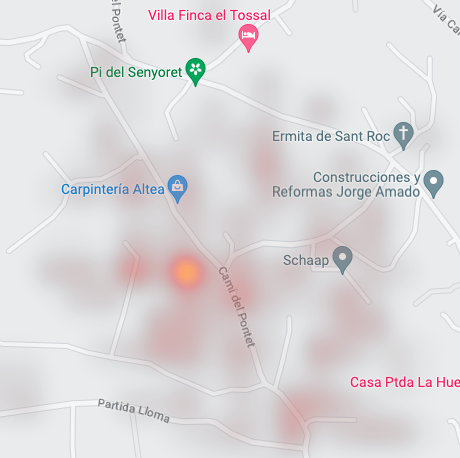 Villa Finca el Tossal
del Pontet
Via Ca
Pi del Senyoret
Ermita de Sant Roc
Construcciones y
Reformas Jorge Amado
Carpintería Altea
Schaap
Camí del Pontet
Casa Ptda La Hue
Partida Lloma